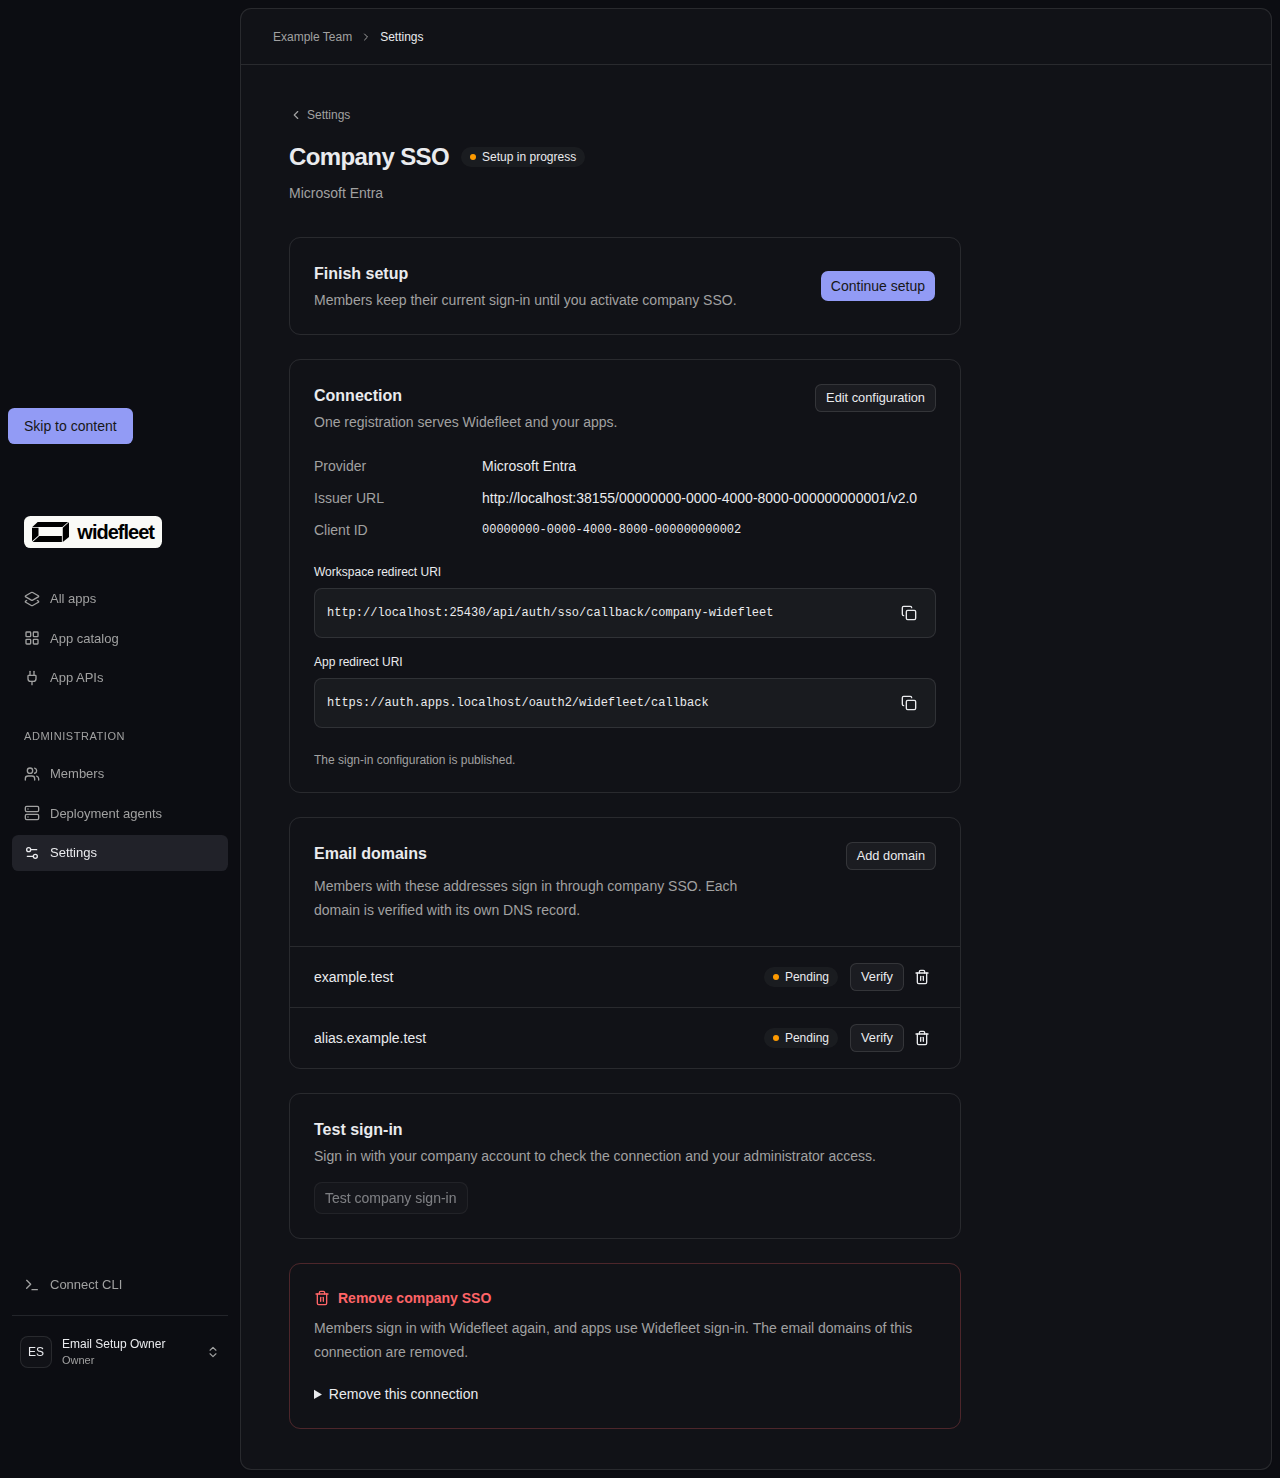 Example Team
Settings
Settings
Company SSO
Setup in progress
Microsoft Entra
Finish setup
Members keep their current sign-in until you activate company SSO.
Continue setup
Connection
One registration serves Widefleet and your apps.
Edit configuration
Provider
Microsoft Entra
Issuer URL
http://localhost:38155/00000000-0000-4000-8000-000000000001/v2.0
Client ID
00000000-0000-4000-8000-000000000002
Workspace redirect URI
http://localhost:25430/api/auth/sso/callback/company-widefleet
App redirect URI
https://auth.apps.localhost/oauth2/widefleet/callback
The sign-in configuration is published.
Email domains
Add domain
Members with these addresses sign in through company SSO. Each
domain is verified with its own DNS record.
example.test
Pending
Verify
alias.example.test
Pending
Verify
Test sign-in
Sign in with your company account to check the connection and your administrator access.
Test company sign-in
Remove company SSO
Members sign in with Widefleet again, and apps use Widefleet sign-in. The email domains of this
connection are removed.
Remove this connection
Skip to content
widefleet
All apps
App catalog
App APIs
ADMINISTRATION
Members
Deployment agents
Settings
Connect CLI
ES
Email Setup Owner
Owner